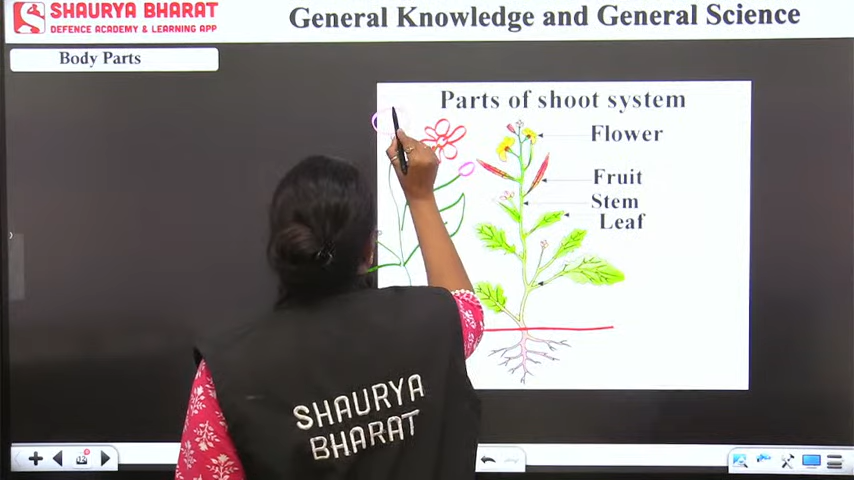 SHAURYA BHARAT
DEFENCE ACADEMY & LEARNING APP
General Knowledge and General Science
Body Parts
Parts of shoot system
Flower
Fruit
Stem
Leaf
SHAURYA
BHARAT